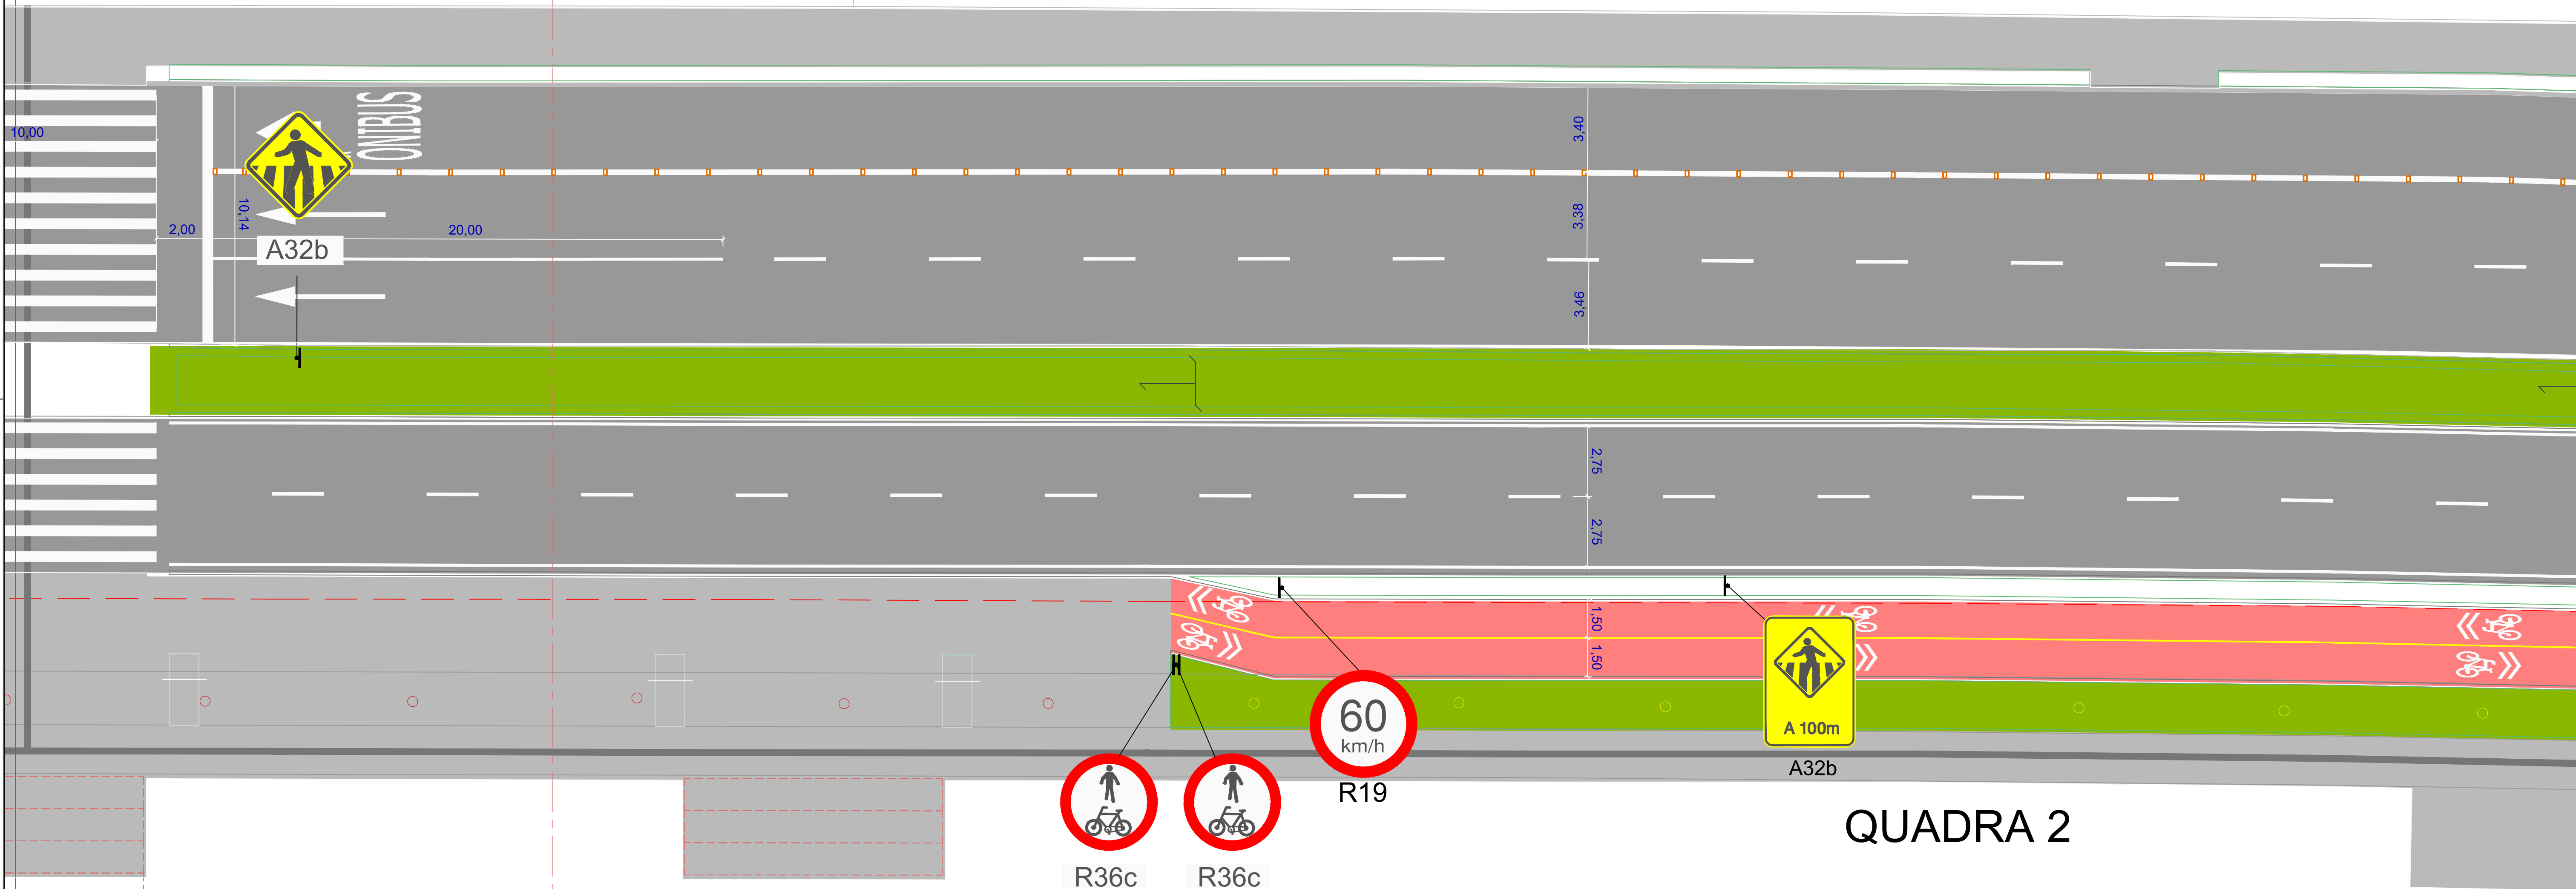 10,00
ONIBUS
2,00
10,14
20,00
A32b
3,40
3,38
3,46
2,75
2,75
1,50
1,50
60
km/h
R19
A 100m
A32b
QUADRA 2
R36c
R36c